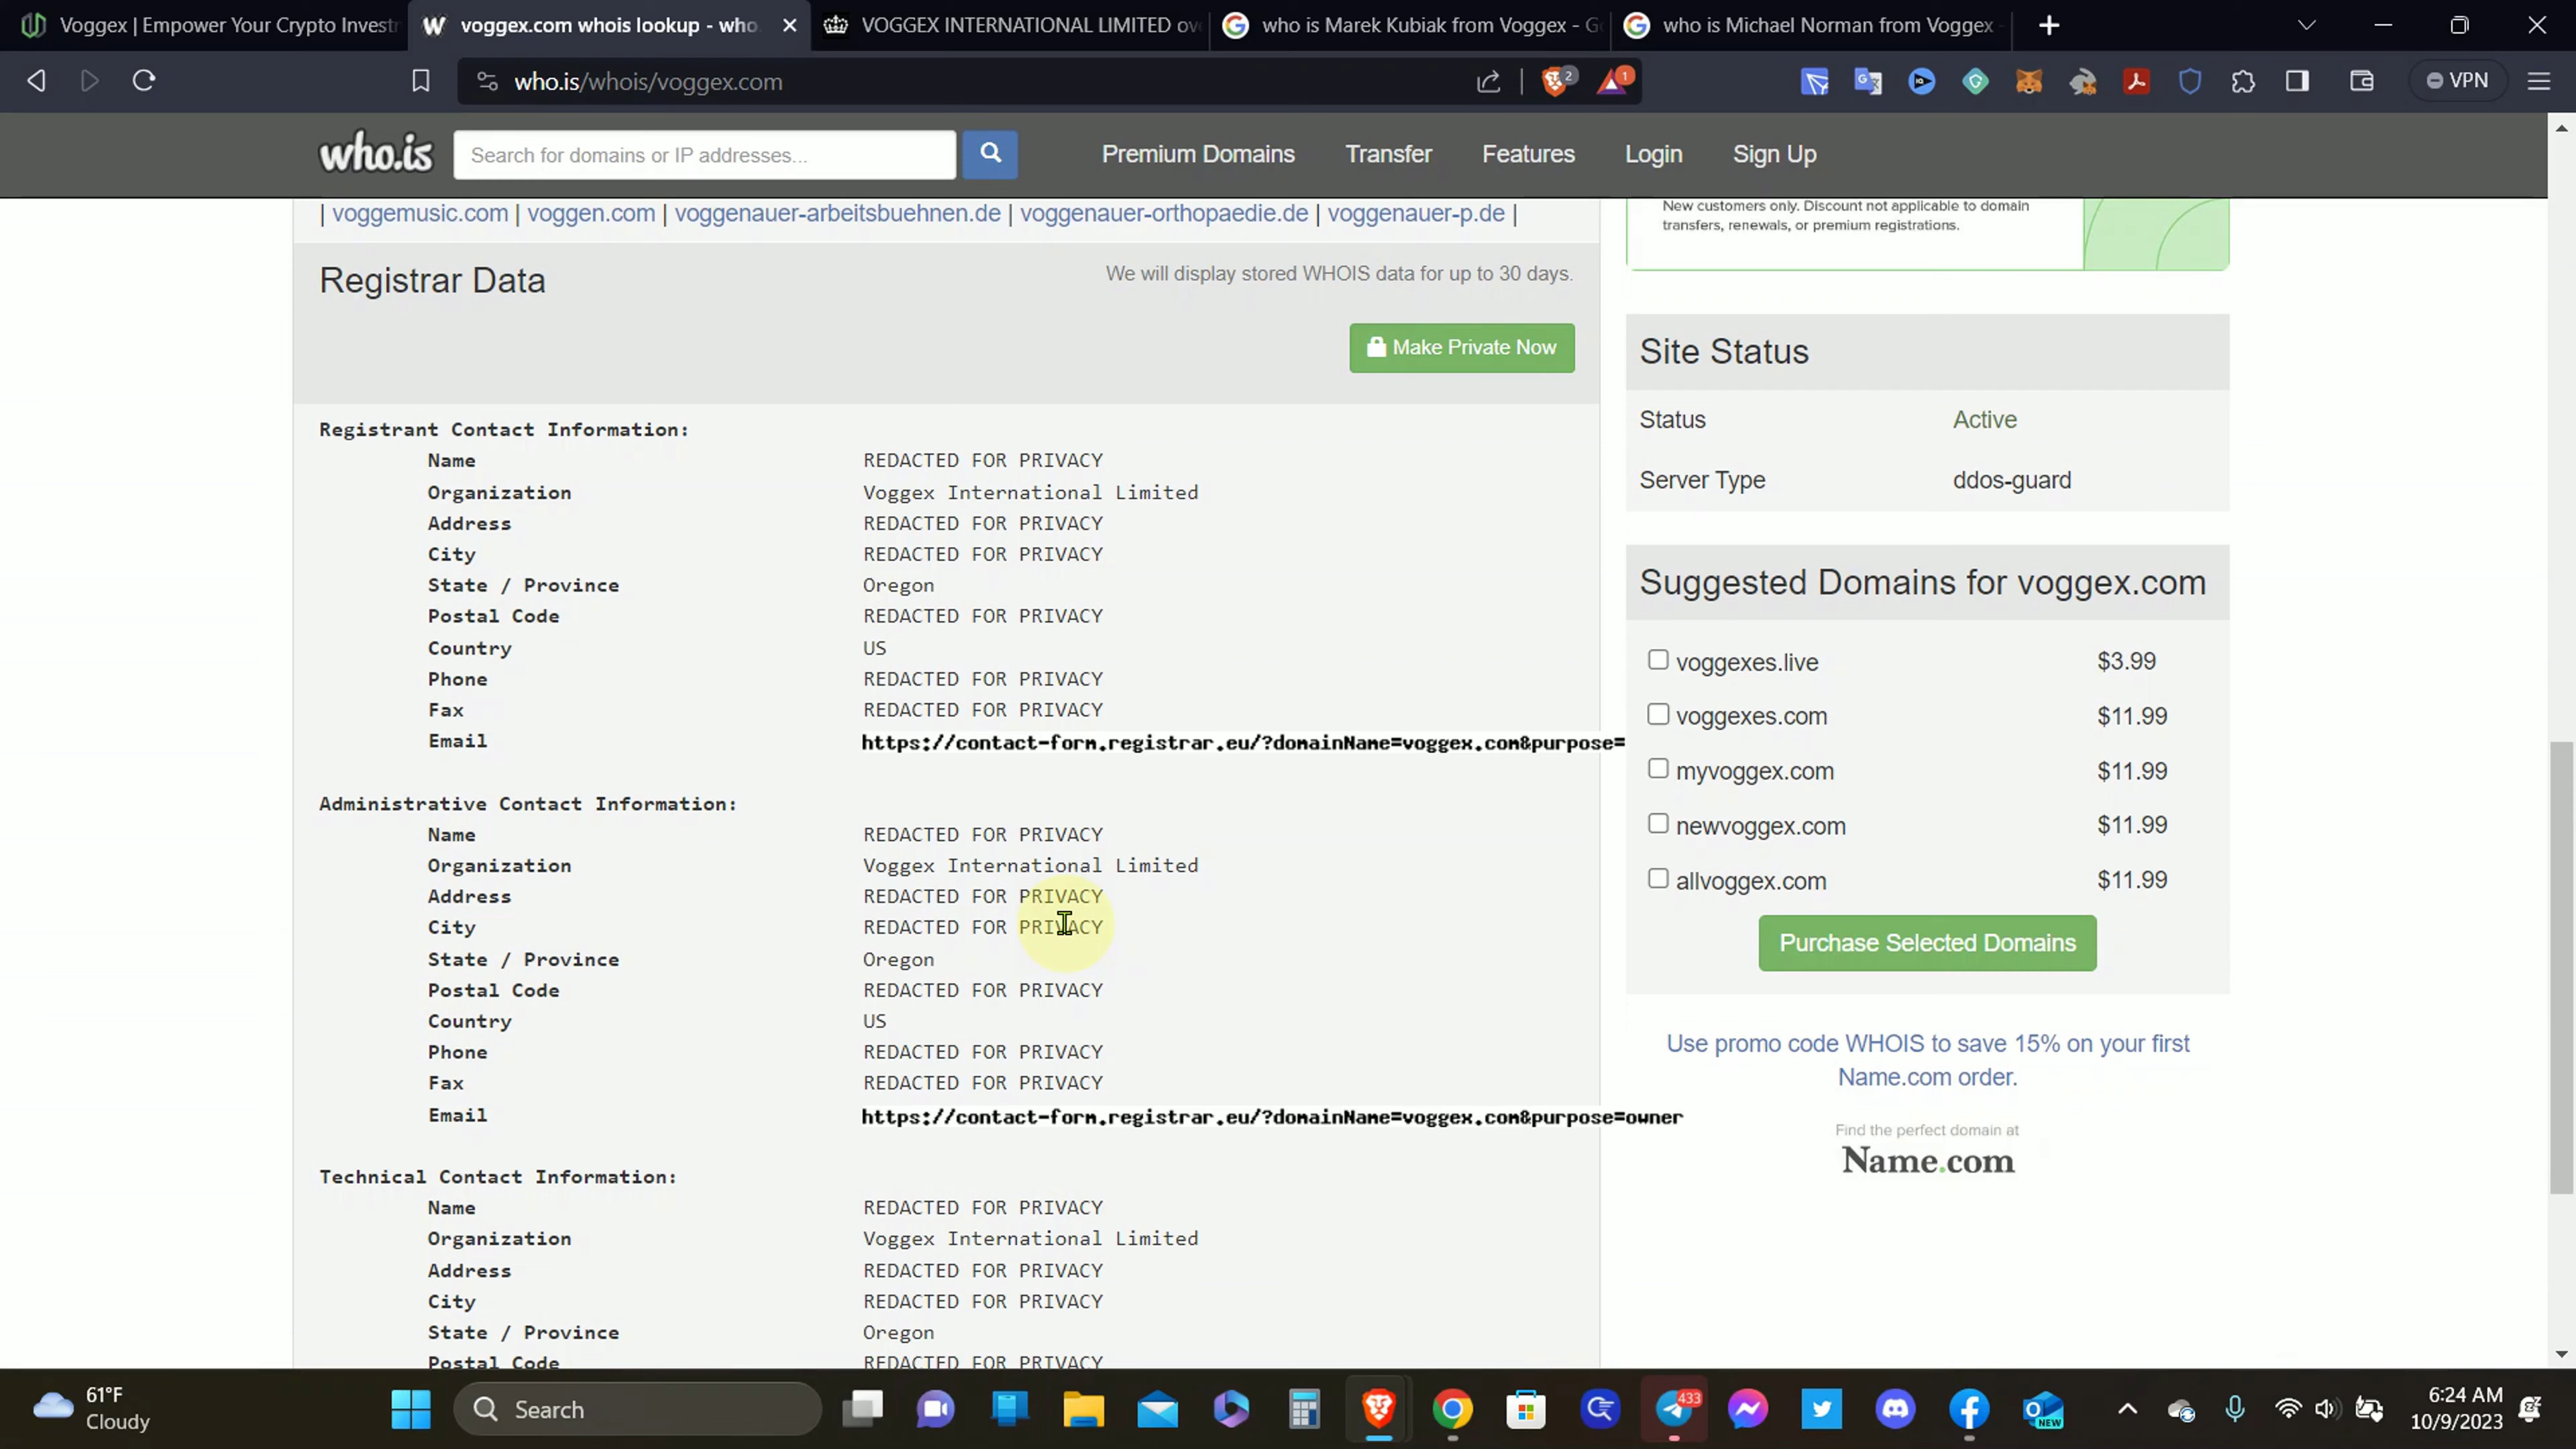 Voggex | Empower Your Crypto Invest
voggex.com whois lookup - who.
VOGGEX INTERNATIONAL LIMITED ov
who is Marek Kubiak from Voggex - G
who is Michael Norman from Voggex -
who.is/whois/voggex.com
2
1
VPN
who.is
Search for domains or IP addresses...
Premium Domains
Transfer
Features
Login
Sign Up
| voggemusic.com | voggen.com | voggenauer-arbeitsbuehnen.de | voggenauer-orthopaedie.de | voggenauer-p.de |
New customers only. Discount not applicable to domain
transfers, renewals, or premium registrations.
Registrar Data
We will display stored WHOIS data for up to 30 days.
Make Private Now
Registrant Contact Information:
Name REDACTED FOR PRIVACY
Organization Voggex International Limited
Address REDACTED FOR PRIVACY
City REDACTED FOR PRIVACY
State / Province Oregon
Postal Code REDACTED FOR PRIVACY
Country US
Phone REDACTED FOR PRIVACY
Fax REDACTED FOR PRIVACY
Email https://contact-form.registrar.eu/?domainName=voggex.com&purpose=
Administrative Contact Information:
Name REDACTED FOR PRIVACY
Organization Voggex International Limited
Address REDACTED FOR PRIVACY
City REDACTED FOR PRIVACY
State / Province Oregon
Postal Code REDACTED FOR PRIVACY
Country US
Phone REDACTED FOR PRIVACY
Fax REDACTED FOR PRIVACY
Email https://contact-form.registrar.eu/?domainName=voggex.com&purpose=owner
Technical Contact Information:
Name REDACTED FOR PRIVACY
Organization Voggex International Limited
Address REDACTED FOR PRIVACY
City REDACTED FOR PRIVACY
State / Province Oregon
Postal Code REDACTED FOR PRIVACY
Site Status
Status Active
Server Type ddos-guard
Suggested Domains for voggex.com
voggexes.live $3.99
voggexes.com $11.99
myvoggex.com $11.99
newvoggex.com $11.99
allvoggex.com $11.99
Purchase Selected Domains
Use promo code WHOIS to save 15% on your first
Name.com order.
Find the perfect domain at
Name.com
61°F
Cloudy
Search
433
NEW
6:24 AM
10/9/2023